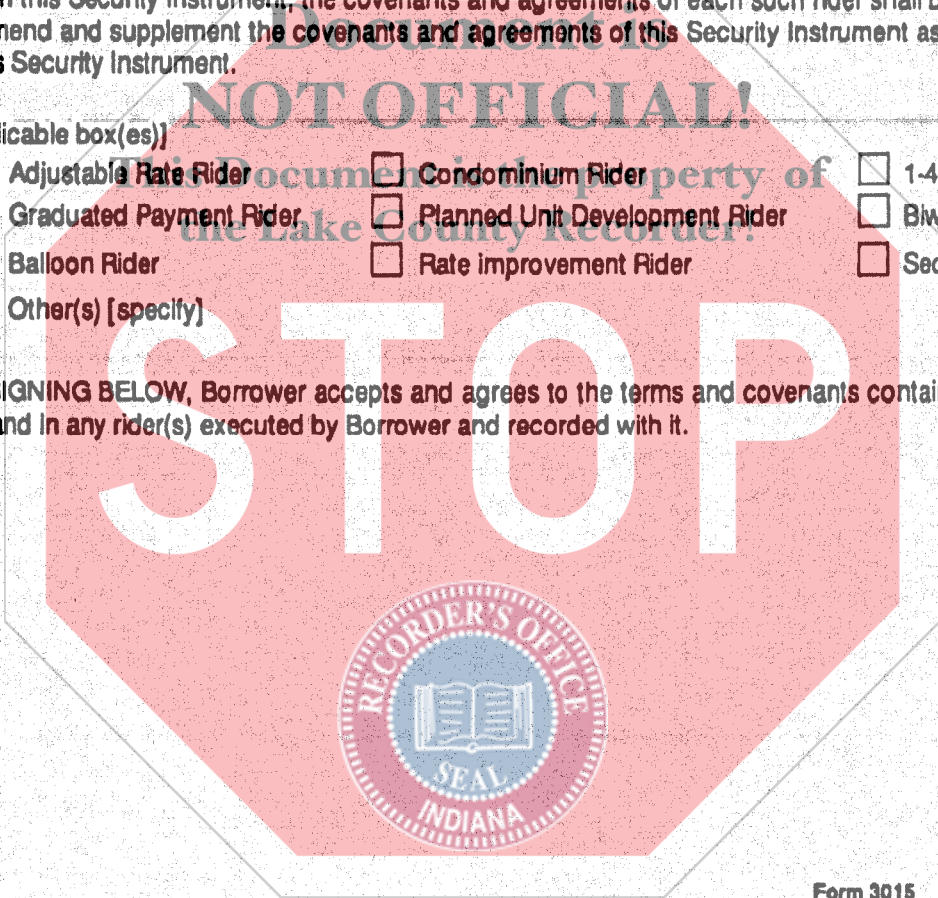 this Security Instrument, the covenants and agreements of each such rider shall
mend and supplement the covenants and agreements of this Security Instrument as
Security Instrument.
Document is
NOT OFFICIAL!
This Document is the property of
the Lake County Recorder!
licable box(es)]
Adjustable Rate Rider ☐ Condominium Rider ☐ 1-4
Graduated Payment Rider ☐ Planned Unit Development Rider ☐ Biw
Balloon Rider ☐ Rate improvement Rider ☐ Sec
Other(s) [specify]
IGNING BELOW, Borrower accepts and agrees to the terms and covenants contai
nd in any rider(s) executed by Borrower and recorded with it.
STOP
RECORDER'S OFFICE
SEAL
INDIANA
Form 3015